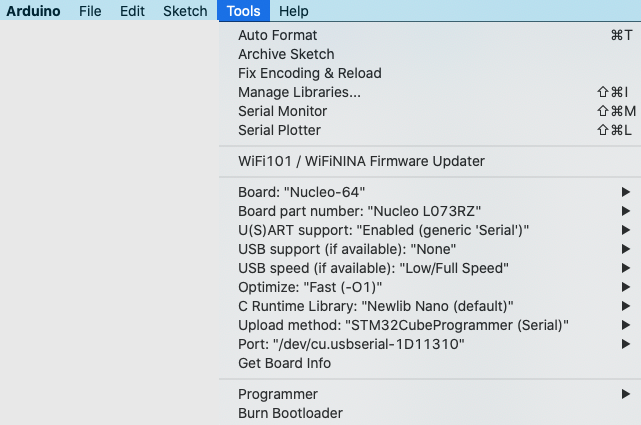 Arduino File Edit Sketch Tools Help
Auto Format ⌘T
Archive Sketch
Fix Encoding & Reload
Manage Libraries... ⇧⌘I
Serial Monitor ⇧⌘M
Serial Plotter ⇧⌘L
WiFi101 / WiFiNINA Firmware Updater
Board: "Nucleo-64"
Board part number: "Nucleo L073RZ"
U(S)ART support: "Enabled (generic 'Serial')"
USB support (if available): "None"
USB speed (if available): "Low/Full Speed"
Optimize: "Fast (-O1)"
C Runtime Library: "Newlib Nano (default)"
Upload method: "STM32CubeProgrammer (Serial)"
Port: "/dev/cu.usbserial-1D11310"
Get Board Info
Programmer
Burn Bootloader